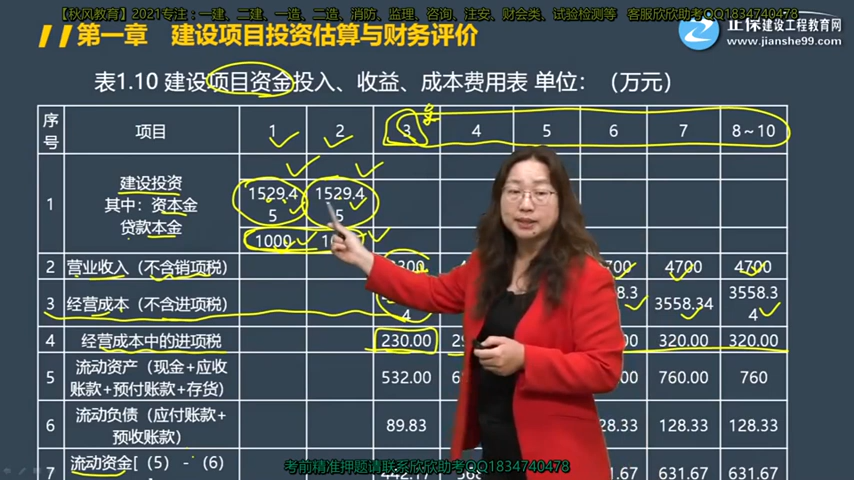 【秋风教育】2021专注：一建、二建、一造、二造、消防、监理、咨询、注安、财会类、试验检测等 客服欣欣助考QQ1834740478
第一章 建设项目投资估算与财务评价
正保建设工程教育网
www.jianshe99.com
表1.10 建设项目资金投入、收益、成本费用表 单位：（万元）
序号 项目 1 2 3 4 5 6 7 8～10
1 建设投资
其中：资本金 1529.45 1529.45
贷款本金 1000
2 营业收入（不含销项税） 4700 4700
3 经营成本（不含进项税） 3558.34 3558.34
4 经营成本中的进项税 230.00 320.00 320.00
5 流动资产（现金+应收账款+预付账款+存货） 532.00 760.00 760
6 流动负债（应付账款+预收账款） 89.83 128.33 128.33
7 流动资金[（5）-（6） 631.67 631.67
考前精准押题请联系欣欣助考QQ1834740478